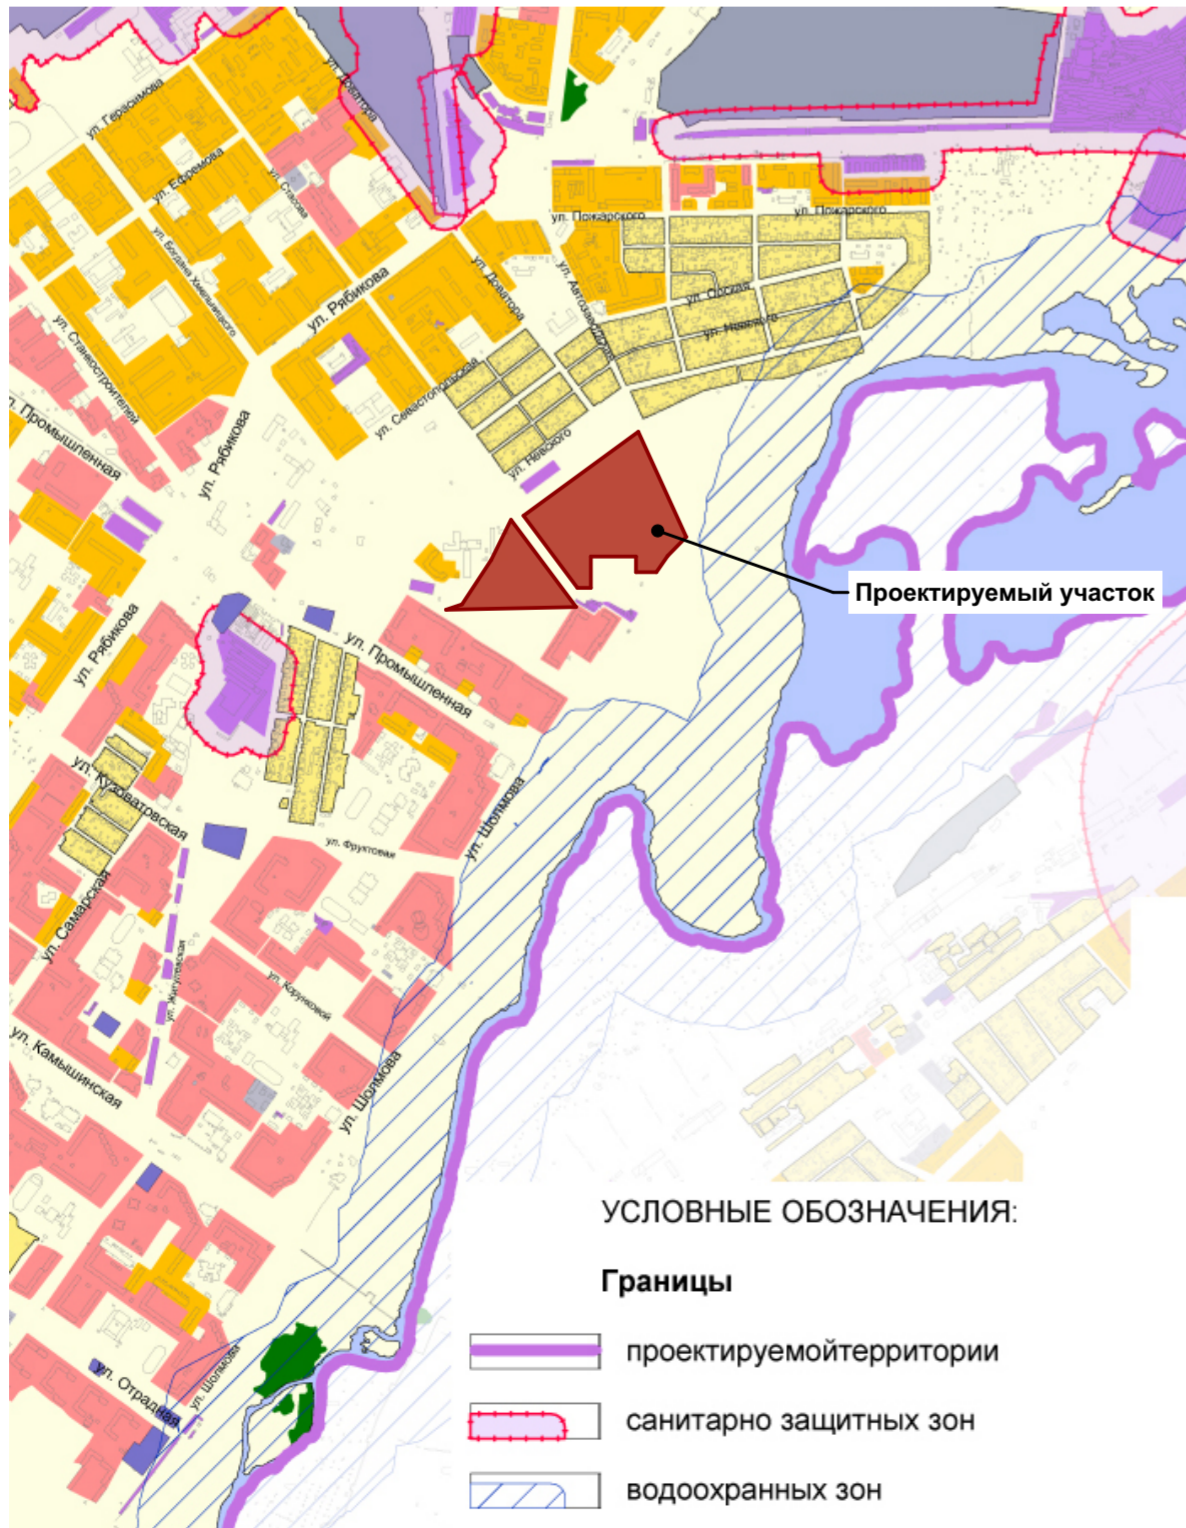 ул. Доватора
ул. Герасимова
ул. Ефремова
ул. Стасова
ул. Пожарского
ул. Пожарского
ул. Богдана Хмельницкого
ул. Рябикова
ул. Доватора
ул. Автозаводская
ул. Орская
ул. Невского
ул. Станкостроителей
ул. Севастопольская
л. Промышленная
ул. Рябикова
ул. Невского
Проектируемый участок
ул. Рябикова
ул. Промышленная
ул. Кузоватовская
ул. Шолмова
ул. Фруктовая
ул. Самарская
ул. Жигулевская
ул. Корунковой
ул. Камышинская
ул. Шолмова
УСЛОВНЫЕ ОБОЗНАЧЕНИЯ:
Границы
проектируемойтерритории
ул. Шолмова
ул. Отрадная
санитарно защитных зон
водоохранных зон